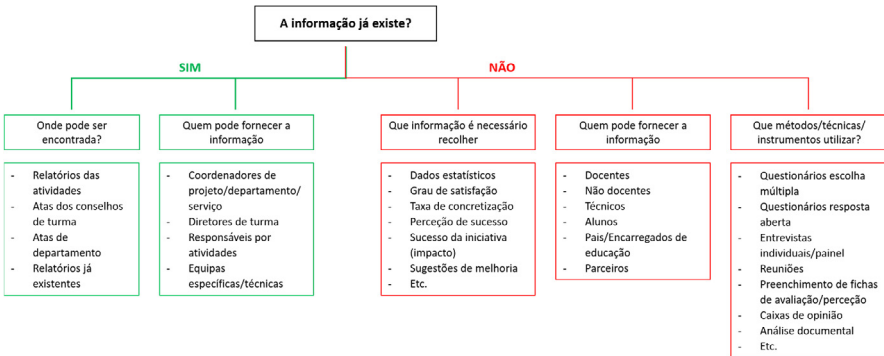 A informação já existe?
SIM
NÃO
Onde pode ser
encontrada?
Quem pode fornecer a
informação
Que informação é necessário
recolher
Quem pode fornecer a
informação
Que métodos/técnicas/
instrumentos utilizar?
- Relatórios das
atividades
- Atas dos conselhos
de turma
- Atas de
departamento
- Relatórios já
existentes
- Coordenadores de
projeto/departamento/
serviço
- Diretores de turma
- Responsáveis por
atividades
- Equipas
específicas/técnicas
- Dados estatísticos
- Grau de satisfação
- Taxa de concretização
- Perceção de sucesso
- Sucesso da iniciativa
(impacto)
- Sugestões de melhoria
- Etc.
- Docentes
- Não docentes
- Técnicos
- Alunos
- Pais/Encarregados de
educação
- Parceiros
- Questionários escolha
múltipla
- Questionários resposta
aberta
- Entrevistas
individuais/painel
- Reuniões
- Preenchimento de fichas
de avaliação/perceção
- Caixas de opinião
- Análise documental
- Etc.